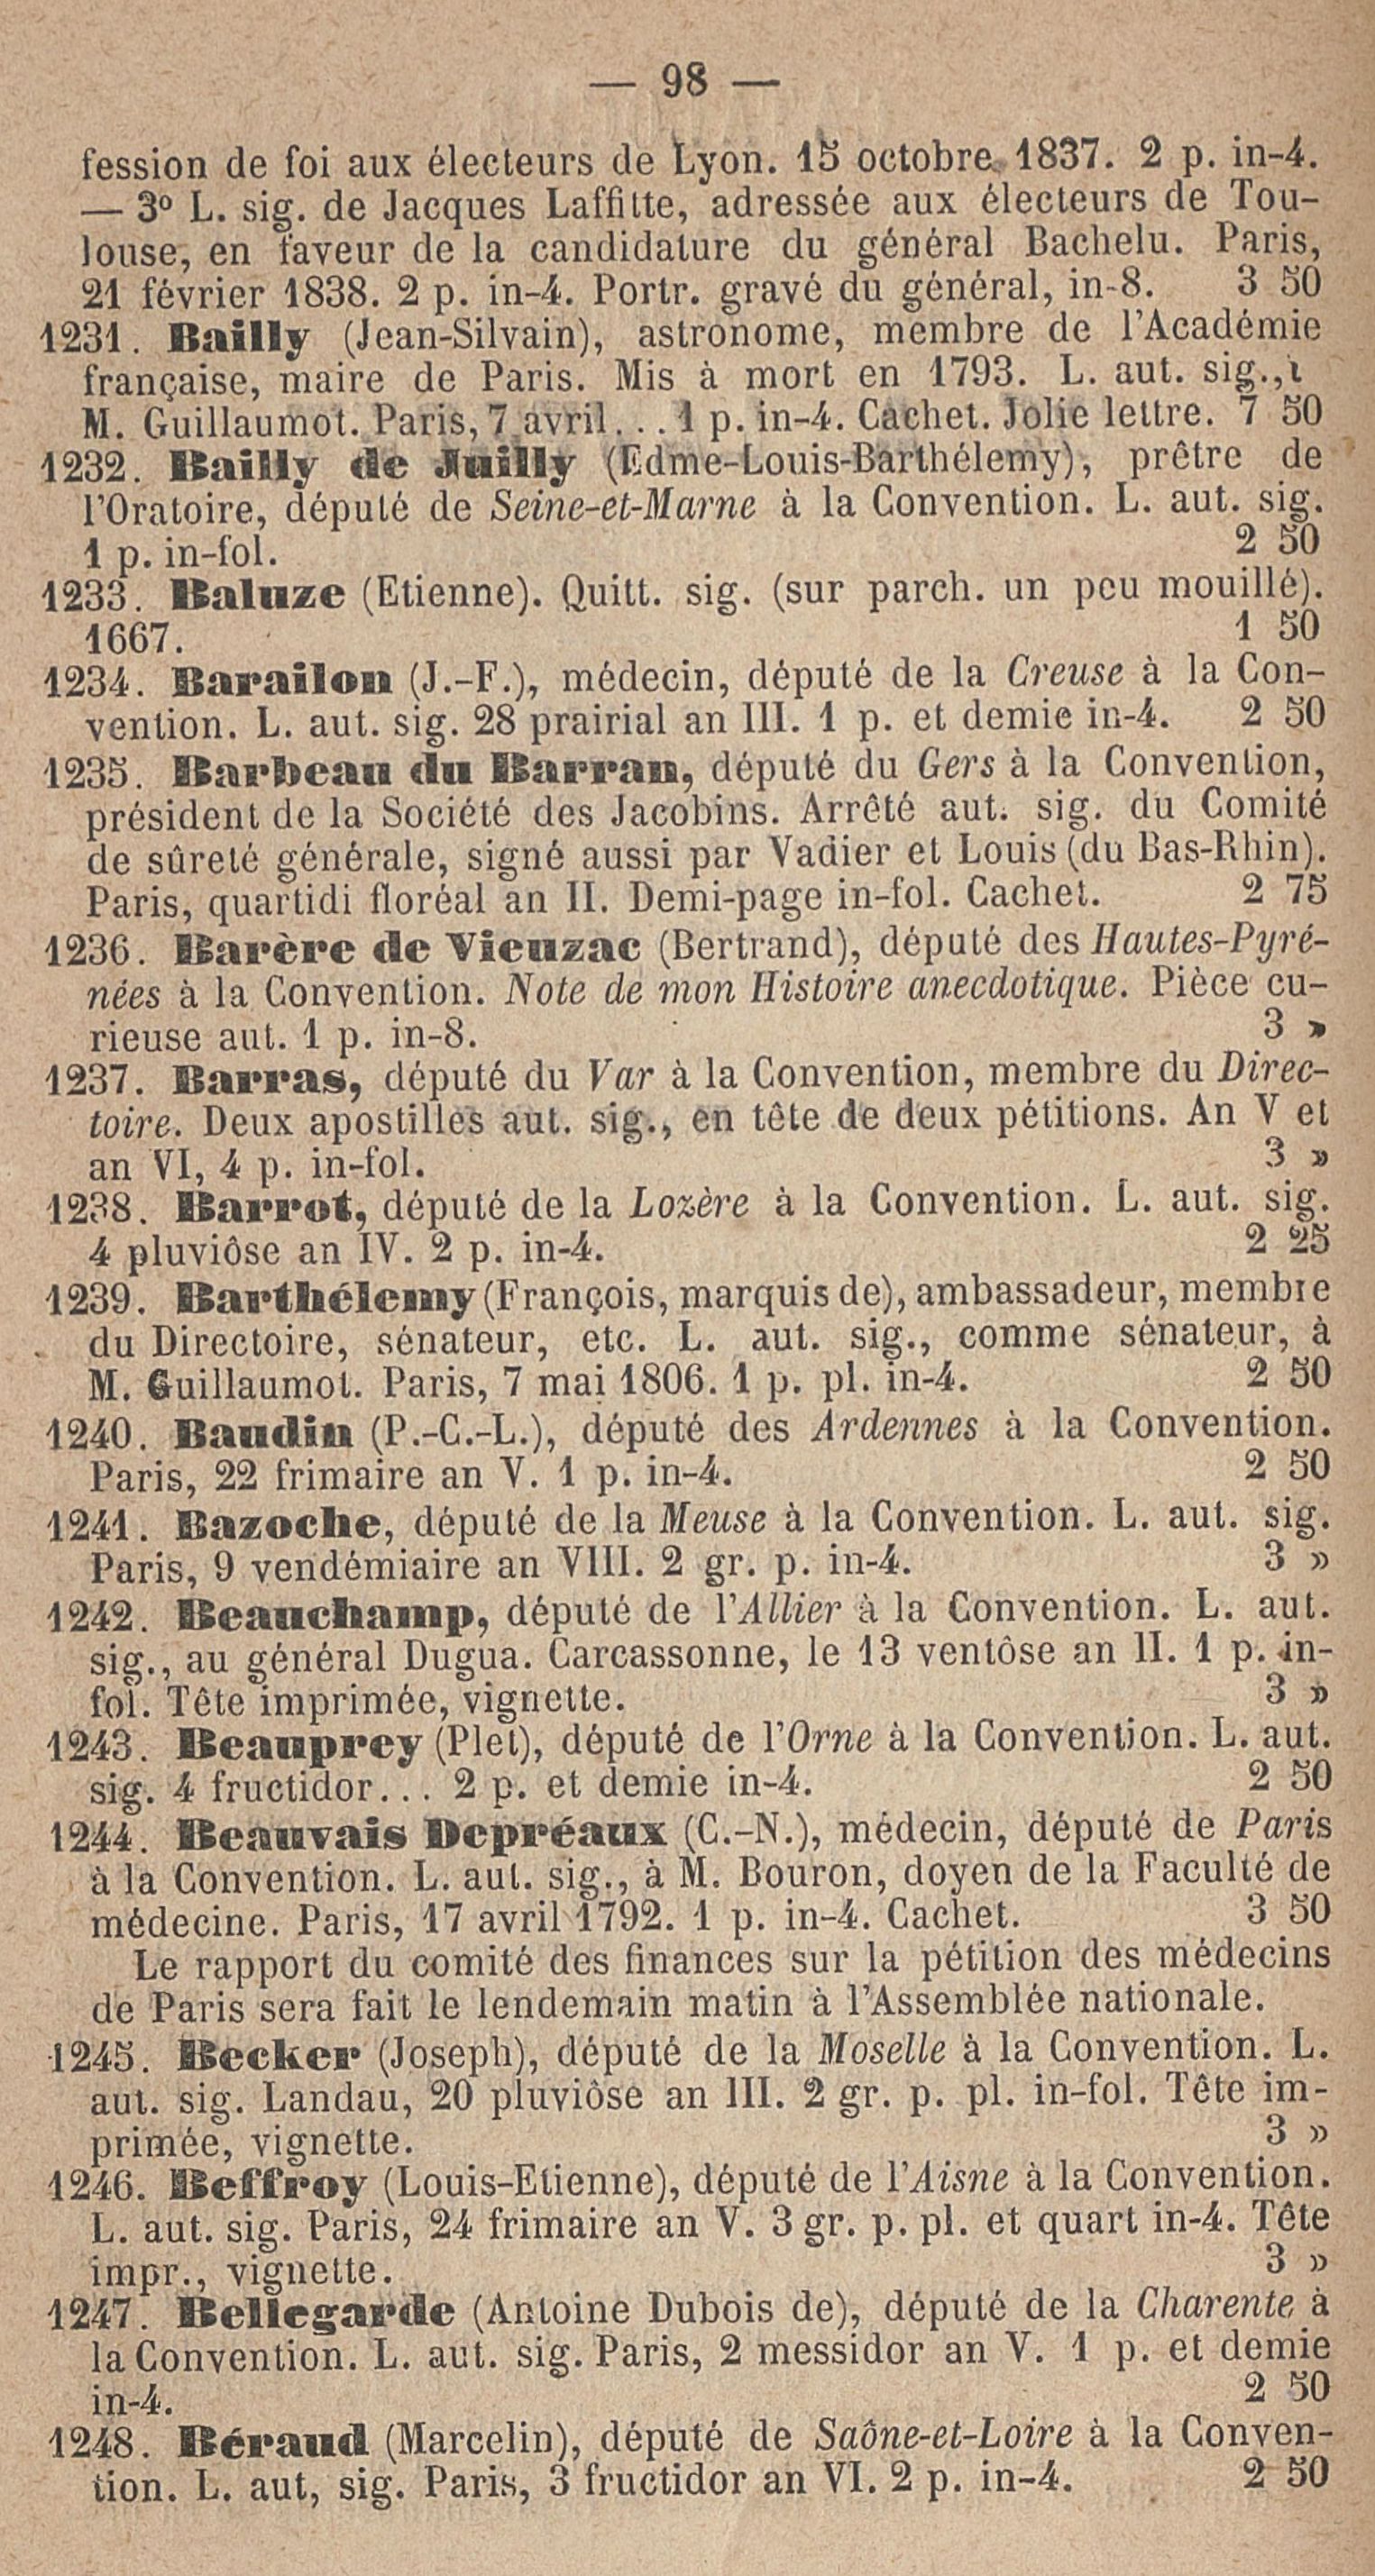 — 98 —
fession de foi aux électeurs de Lyon. 15 octobre 1837. 2 p. in-4.
— 3º L. sig. de Jacques Laffitte, adressée aux électeurs de Tou-
louse, en faveur de la candidature du général Bachelu. Paris,
21 février 1838. 2 p. in-4. Portr. gravé du général, in-8. 3 50
1231. Bailly (Jean-Silvain), astronome, membre de l'Académie
française, maire de Paris. Mis à mort en 1793. L. aut. sig.,
M. Guillaumot. Paris, 7 avril... 1 p. in-4. Cachet. Jolie lettre. 7 50
1232. Bailly de Juilly (Edme-Louis-Barthélemy), prêtre de
l'Oratoire, député de Seine-et-Marne à la Convention. L. aut. sig.
1 p. in-fol. 2 50
1233. Baluze (Etienne). Quitt. sig. (sur parch. un peu mouillé).
1667. 1 50
1234. Barailon (J.-F.), médecin, député de la Creuse à la Con-
vention. L. aut. sig. 28 prairial an III. 1 p. et demie in-4. 2 50
1235. Barbeau du Barran, député du Gers à la Convention,
président de la Société des Jacobins. Arrêté aut. sig. du Comité
de sûreté générale, signé aussi par Vadier et Louis (du Bas-Rhin).
Paris, quartidi floréal an II. Demi-page in-fol. Cachet. 2 75
1236. Barère de Vieuzac (Bertrand), député des Hautes-Pyré-
nées à la Convention. Note de mon Histoire anecdotique. Pièce cu-
rieuse aut. 1 p. in-8. 3 »
1237. Barras, député du Var à la Convention, membre du Direc-
toire. Deux apostilles aut. sig., en tête de deux pétitions. An V et
an VI, 4 p. in-fol. 3 »
1238. Barrot, député de la Lozère à la Convention. L. aut. sig.
4 pluviôse an IV. 2 p. in-4. 2 25
1239. Barthélemy (François, marquis de), ambassadeur, membre
du Directoire, sénateur, etc. L. aut. sig., comme sénateur, à
M. Guillaumot. Paris, 7 mai 1806. 1 p. pl. in-4. 2 50
1240. Baudin (P.-C.-L.), député des Ardennes à la Convention.
Paris, 22 frimaire an V. 1 p. in-4. 2 50
1241. Bazoche, député de la Meuse à la Convention. L. aut. sig.
Paris, 9 vendémiaire an VIII. 2 gr. p. in-4. 3 »
1242. Beauchamp, député de l'Allier à la Convention. L. aut.
sig., au général Dugua. Carcassonne, le 13 ventôse an II. 1 p. in-
fol. Tête imprimée, vignette. 3 »
1243. Beauprey (Plet), député de l'Orne à la Convention. L. aut.
sig. 4 fructidor... 2 p. et demie in-4. 2 50
1244. Beauvais Depréaux (C.-N.), médecin, député de Paris
à la Convention. L. aut. sig., à M. Bouron, doyen de la Faculté de
médecine. Paris, 17 avril 1792. 1 p. in-4. Cachet. 3 50
Le rapport du comité des finances sur la pétition des médecins
de Paris sera fait le lendemain matin à l'Assemblée nationale.
1245. Becker (Joseph), député de la Moselle à la Convention. L.
aut. sig. Landau, 20 pluviôse an III. 2 gr. p. pl. in-fol. Tête im-
primée, vignette. 3 »
1246. Beffroy (Louis-Etienne), député de l'Aisne à la Convention.
L. aut. sig. Paris, 24 frimaire an V. 3 gr. p. pl. et quart in-4. Tête
impr., vignette. 3 »
1247. Bellegarde (Antoine Dubois de), député de la Charente à
la Convention. L. aut. sig. Paris, 2 messidor an V. 1 p. et demie
in-4. 2 50
1248. Béraud (Marcelin), député de Saône-et-Loire à la Conven-
tion. L. aut, sig. Paris, 3 fructidor an VI. 2 p. in-4. 2 50